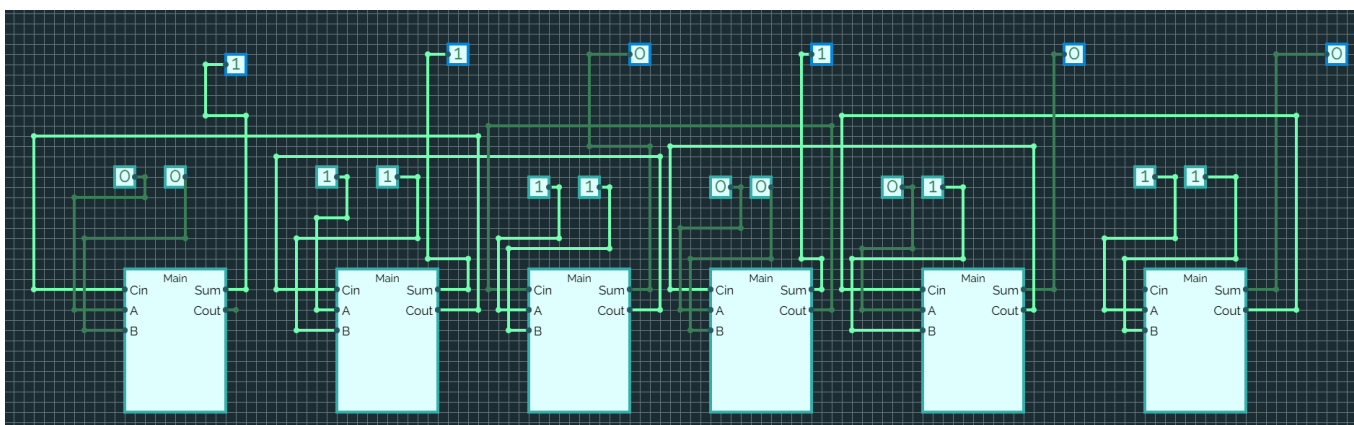 1 1 0 1 0 0
0 0 1 1 1 1 0 0 0 1 1 1
Main Main Main Main Main Main
Cin Sum Cin Sum Cin Sum Cin Sum Cin Sum Cin Sum
A Cout A Cout A Cout A Cout A Cout A Cout
B B B B B B